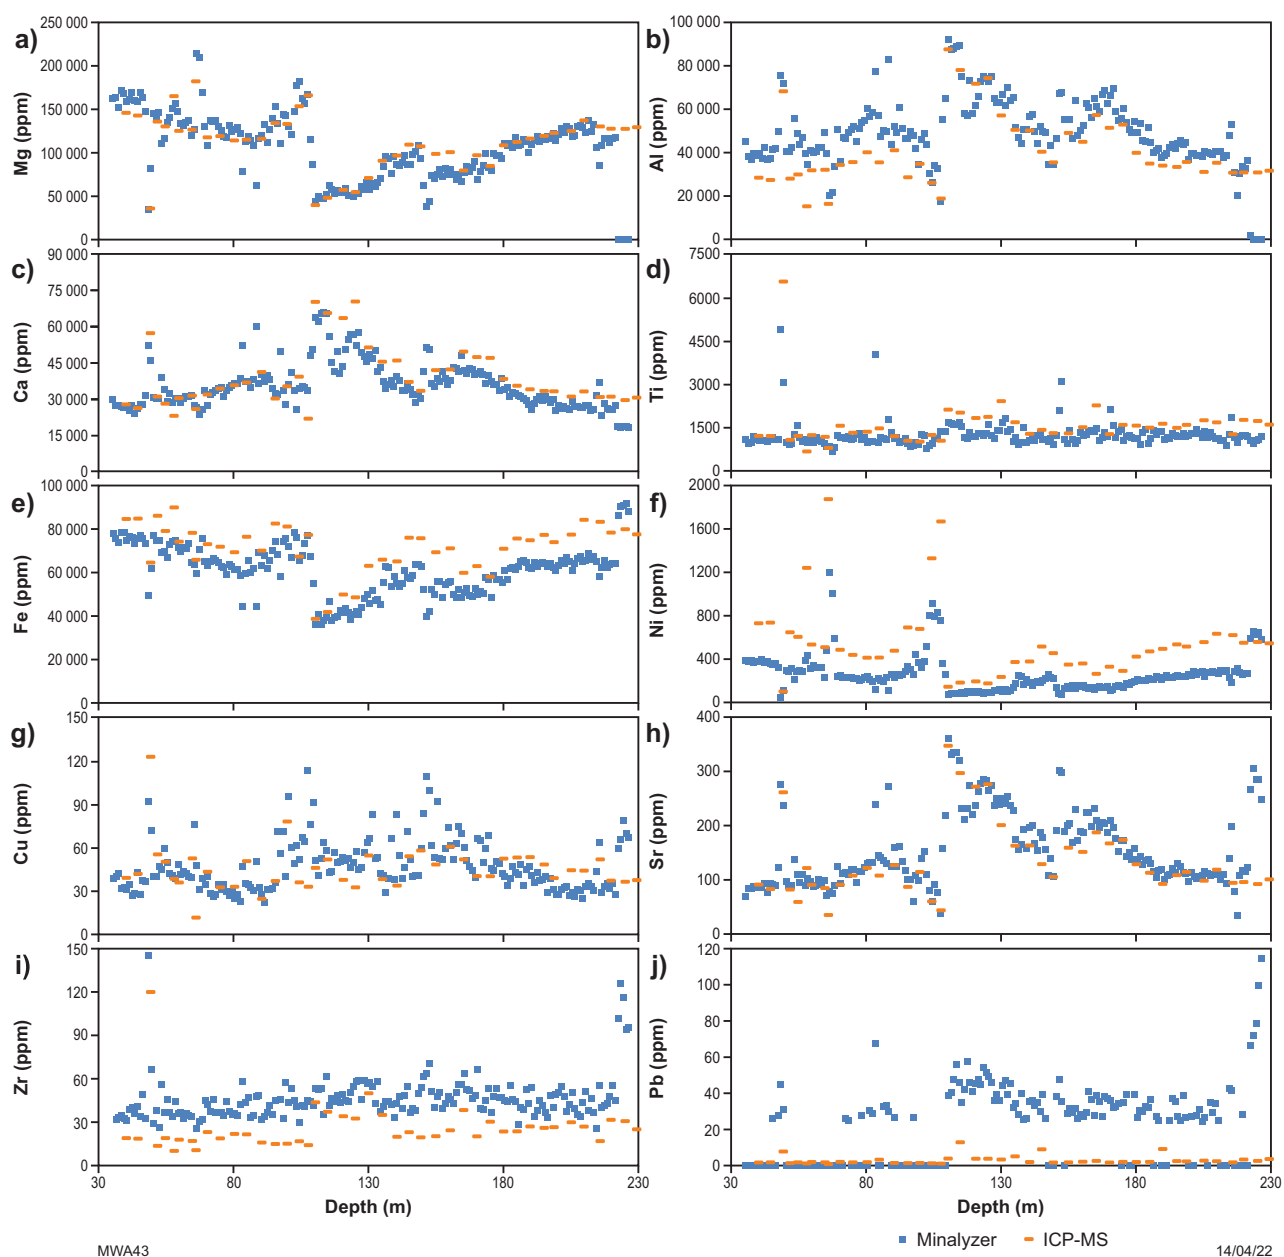 a)
Mg (ppm)
250 000
200 000
150 000
100 000
50 000
0
b)
Al (ppm)
100 000
80 000
60 000
40 000
20 000
0
c)
Ca (ppm)
90 000
75 000
60 000
45 000
30 000
15 000
0
d)
Ti (ppm)
7500
6000
4500
3000
1500
0
e)
Fe (ppm)
100 000
80 000
60 000
40 000
20 000
0
f)
Ni (ppm)
2000
1600
1200
800
400
0
g)
Cu (ppm)
150
120
90
60
30
0
h)
Sr (ppm)
400
300
200
100
0
i)
Zr (ppm)
150
120
90
60
30
0
30 80 130 180 230
Depth (m)
j)
Pb (ppm)
120
100
80
60
40
20
0
30 80 130 180 230
Depth (m)
Minalyzer ICP-MS
MWA43 14/04/22